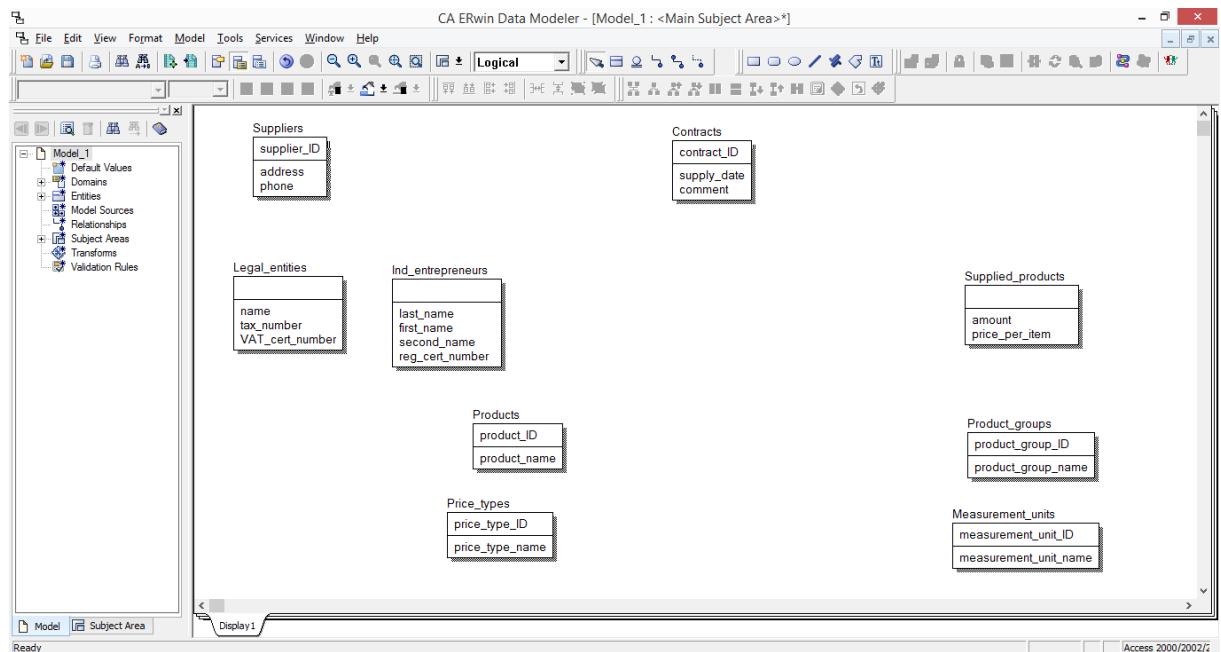 CA ERwin Data Modeler - [Model_1 : <Main Subject Area>*]
File Edit View Format Model Tools Services Window Help
Logical
Model_1
Default Values
Domains
Entities
Model Sources
Relationships
Subject Areas
Transforms
Validation Rules
Suppliers
supplier_ID
address
phone
Contracts
contract_ID
supply_date
comment
Legal_entities
name
tax_number
VAT_cert_number
Ind_entrepreneurs
last_name
first_name
second_name
reg_cert_number
Supplied_products
amount
price_per_item
Products
product_ID
product_name
Product_groups
product_group_ID
product_group_name
Price_types
price_type_ID
price_type_name
Measurement_units
measurement_unit_ID
measurement_unit_name
Model Subject Area
Display1
Ready
Access 2000/2002/2